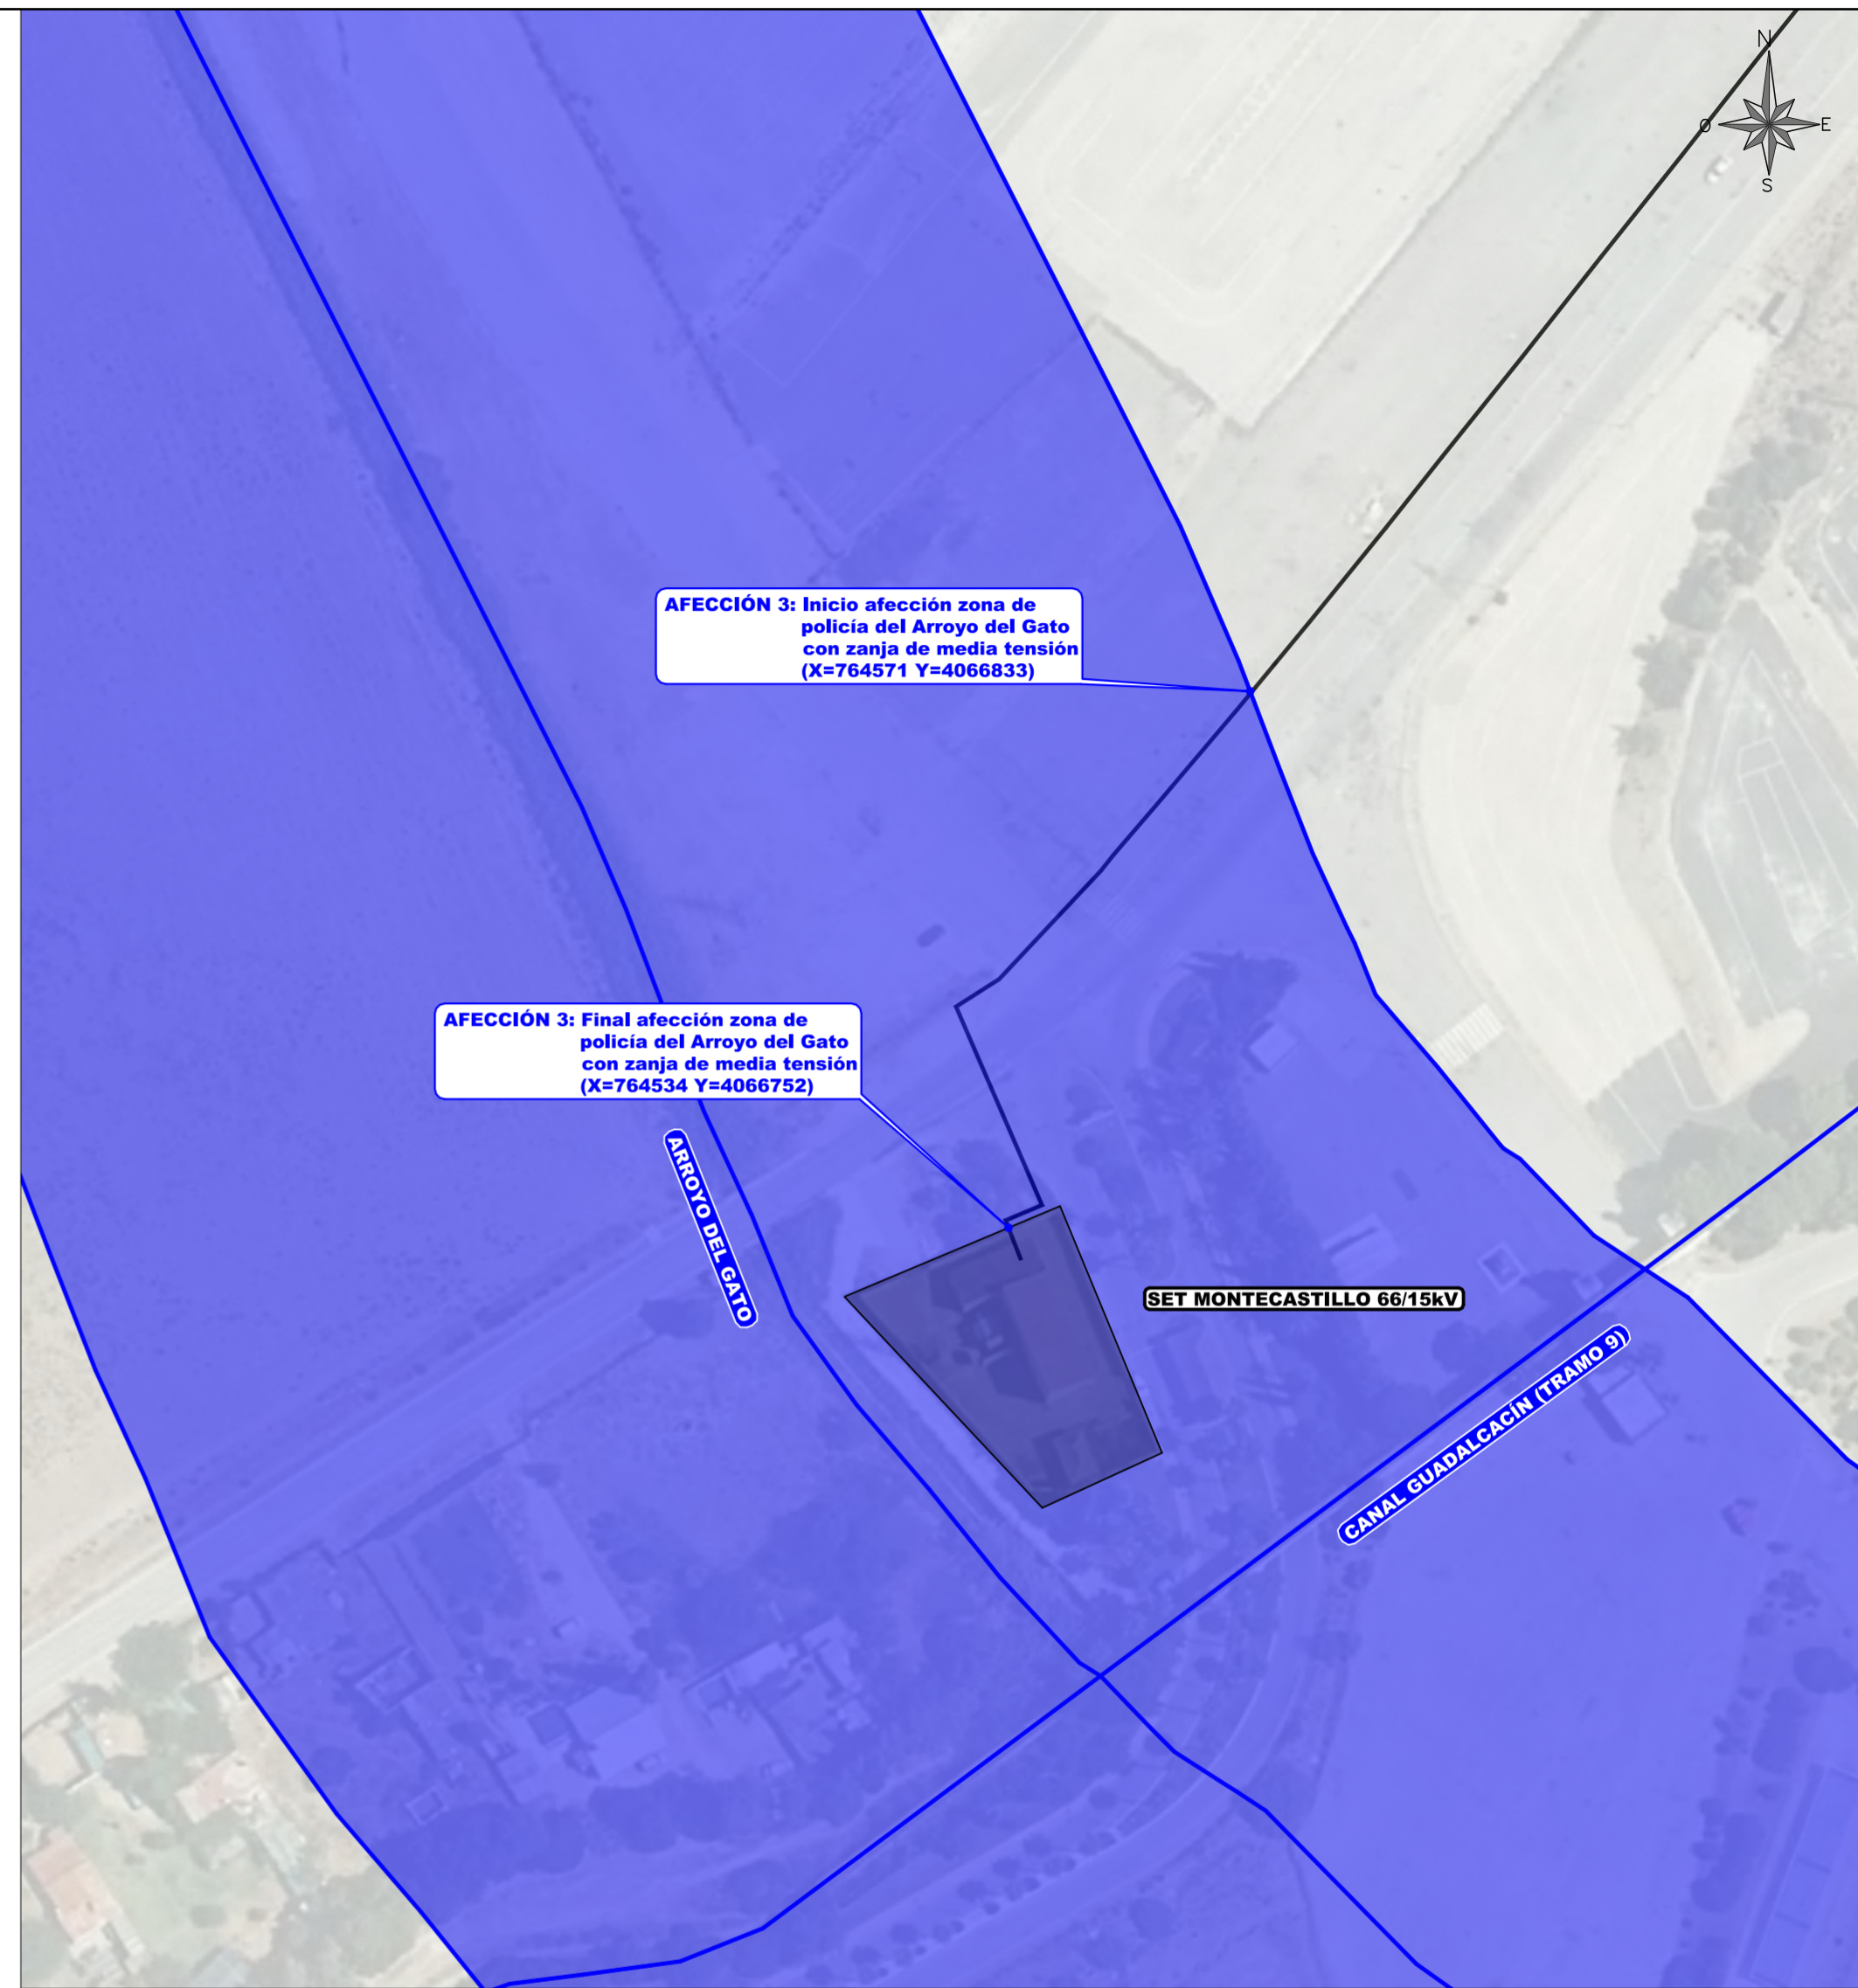 N
O
E
S
AFECCIÓN 3: Inicio afección zona de
policía del Arroyo del Gato
con zanja de media tensión
(X=764571 Y=4066833)
AFECCIÓN 3: Final afección zona de
policía del Arroyo del Gato
con zanja de media tensión
(X=764534 Y=4066752)
ARROYO DEL GATO
SET MONTECASTILLO 66/15kV
CANAL GUADALCACÍN (TRAMO 9)